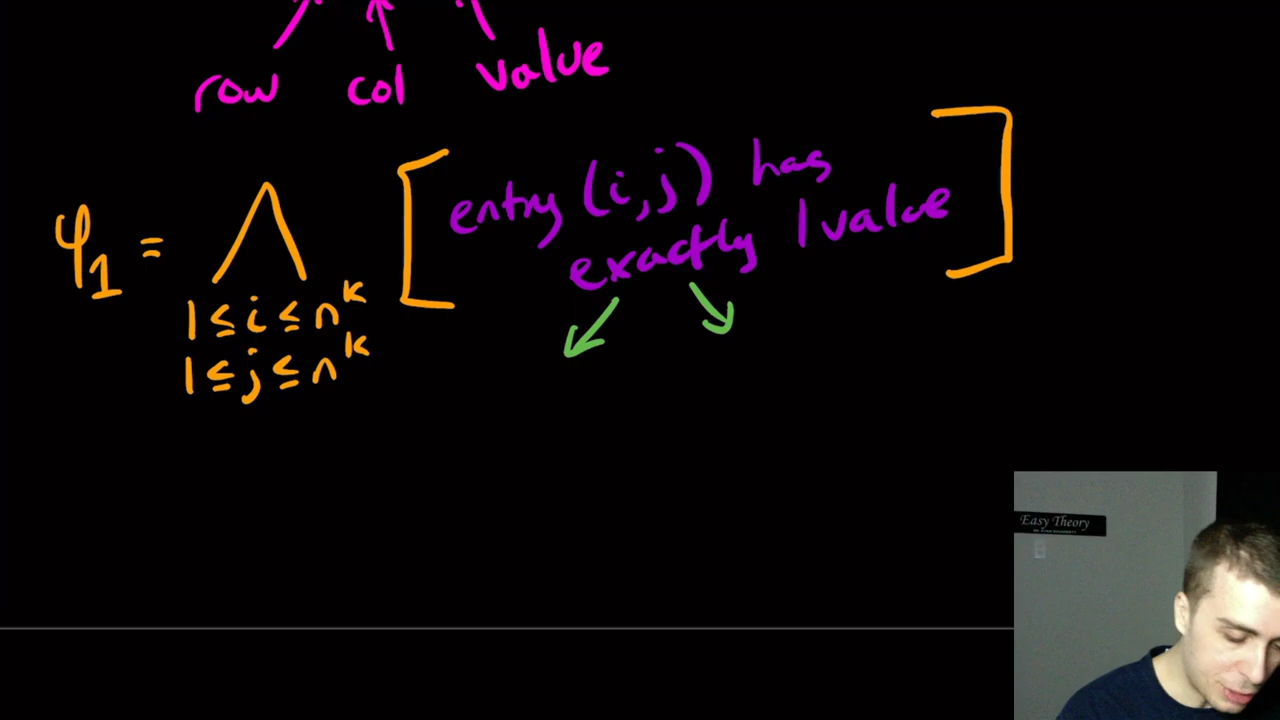 row col value
φ₁ = ⋀ [ entry (i,j) has
exactly 1 value ]
1 ≤ i ≤ n^k
1 ≤ j ≤ n^k
Easy Theory